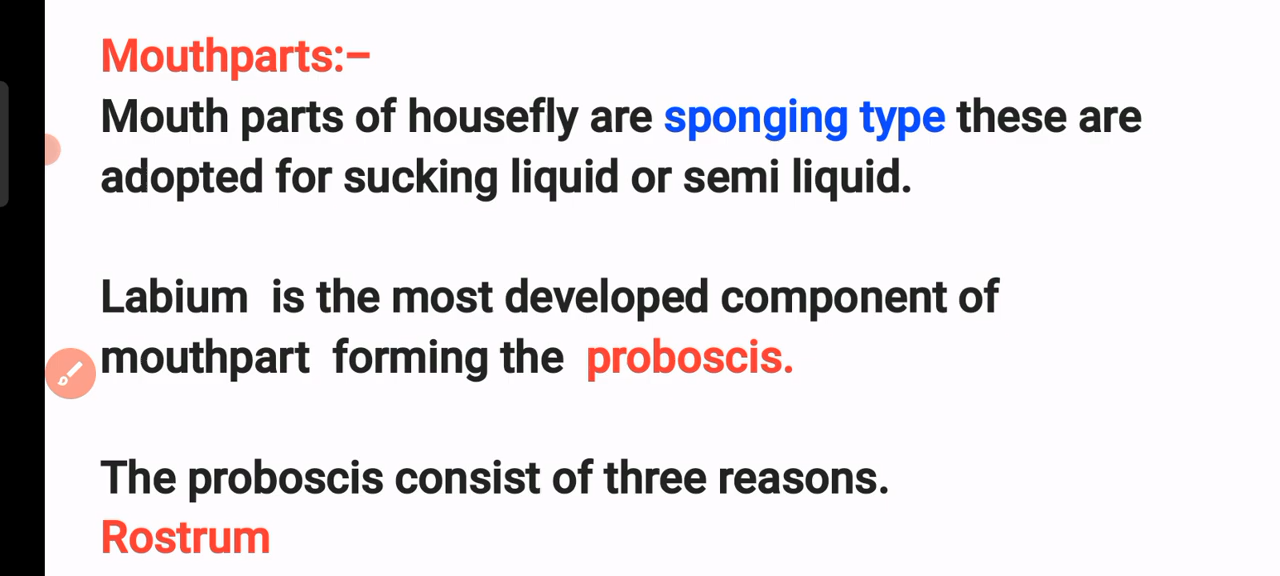 Mouthparts:–
Mouth parts of housefly are sponging type these are
adopted for sucking liquid or semi liquid.
Labium is the most developed component of
mouthpart forming the proboscis.
The proboscis consist of three reasons.
Rostrum